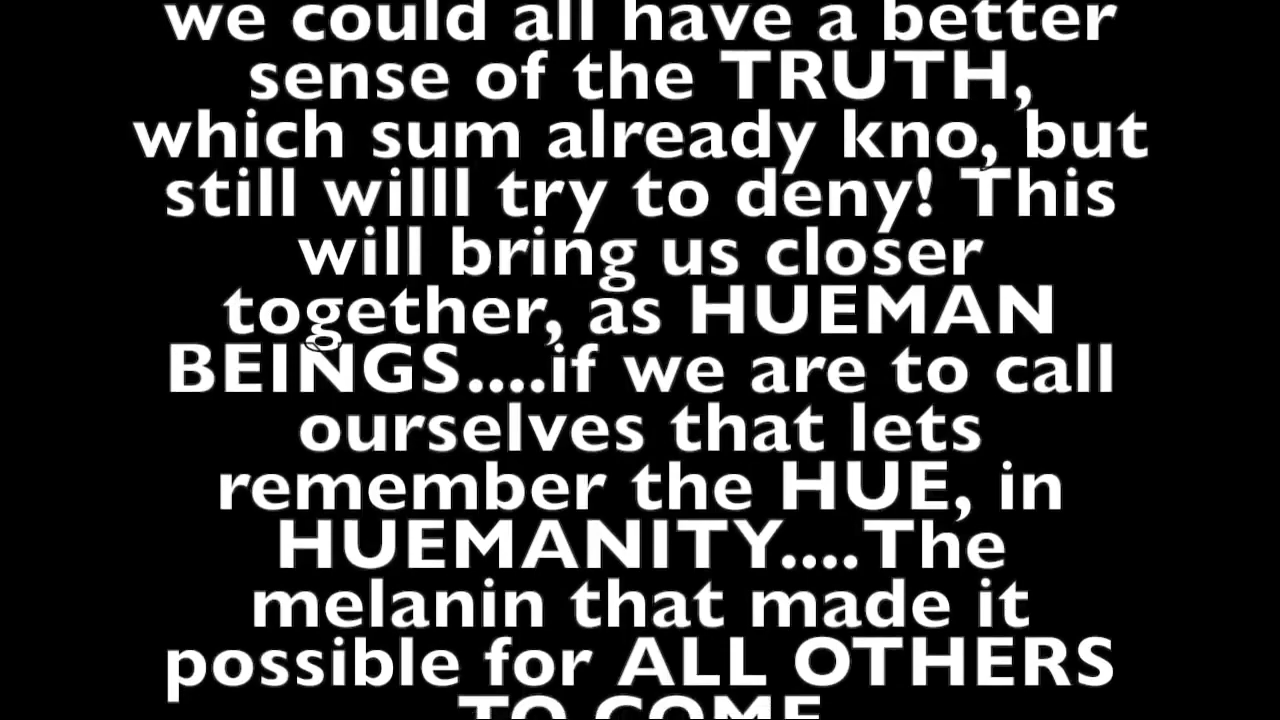 we could all have a better
sense of the TRUTH,
which sum already kno, but
still willl try to deny! This
will bring us closer
together, as HUEMAN
BEINGS....if we are to call
ourselves that lets
remember the HUE, in
HUEMANITY....The
melanin that made it
possible for ALL OTHERS
TO COME